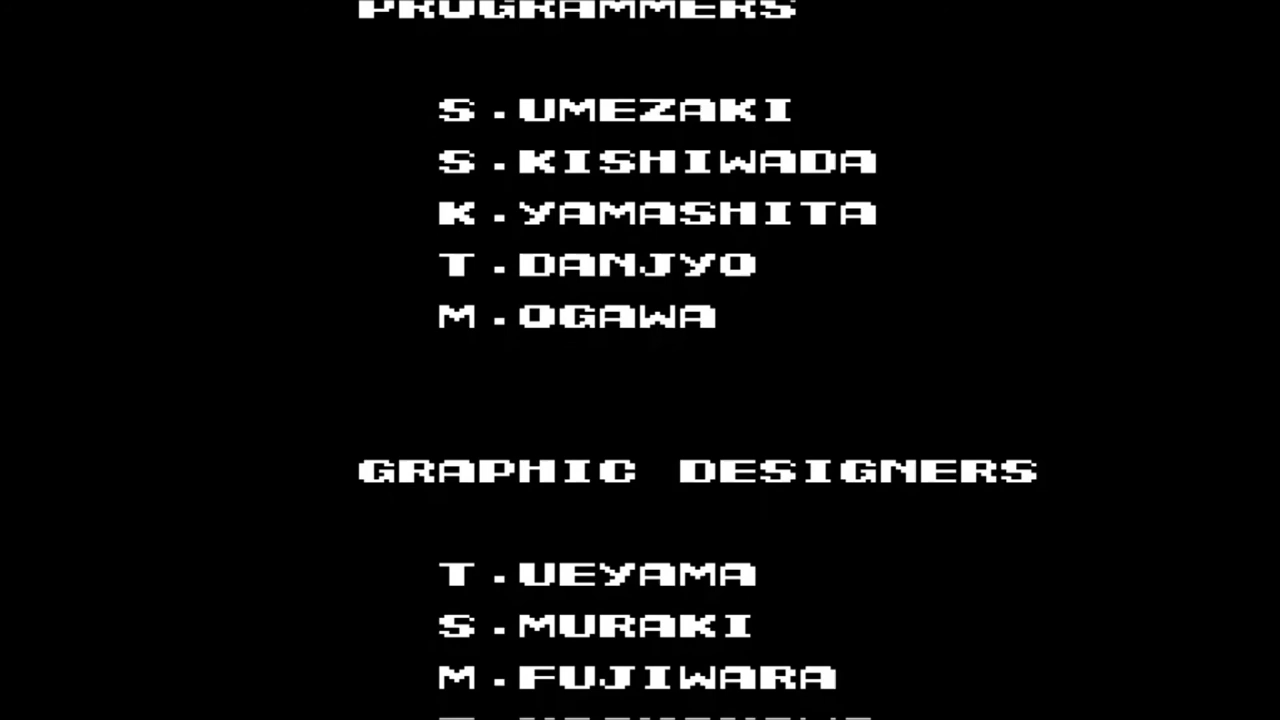 PROGRAMMERS
S.UMEZAKI
S.KISHIWADA
K.YAMASHITA
T.DANJYO
M.OGAWA
GRAPHIC DESIGNERS
T.UEYAMA
S.MURAKI
M.FUJIWARA